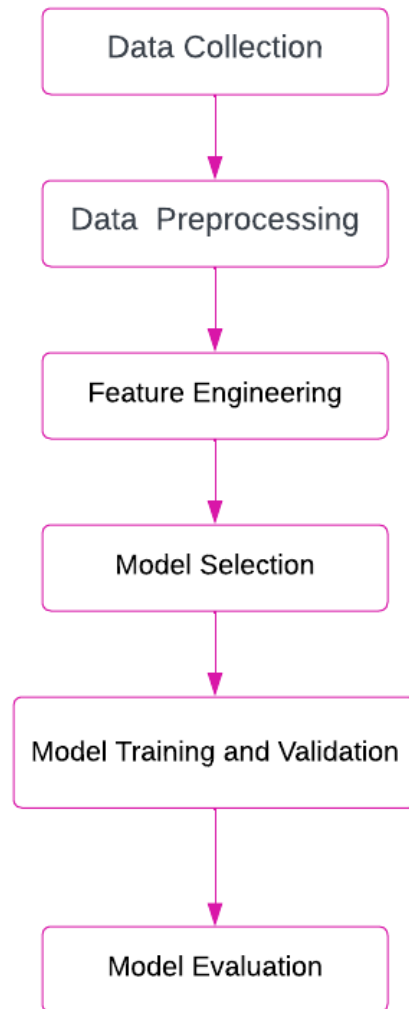 Data Collection
Data  Preprocessing
Feature Engineering
Model Selection
Model Training and Validation
Model Evaluation